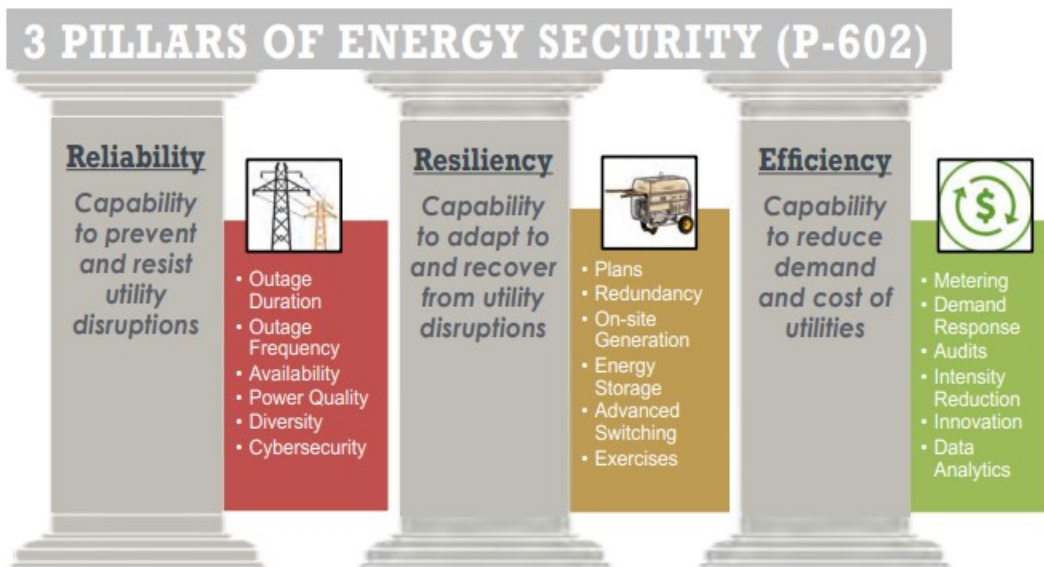 3 PILLARS OF ENERGY SECURITY (P-602)
Reliability
Capability
to prevent
and resist
utility
disruptions
• Outage
Duration
• Outage
Frequency
• Availability
• Power Quality
• Diversity
• Cybersecurity
Resiliency
Capability
to adapt to
and recover
from utility
disruptions
• Plans
• Redundancy
• On-site
Generation
• Energy
Storage
• Advanced
Switching
• Exercises
Efficiency
Capability
to reduce
demand
and cost of
utilities
$
• Metering
• Demand
Response
• Audits
• Intensity
Reduction
• Innovation
• Data
Analytics